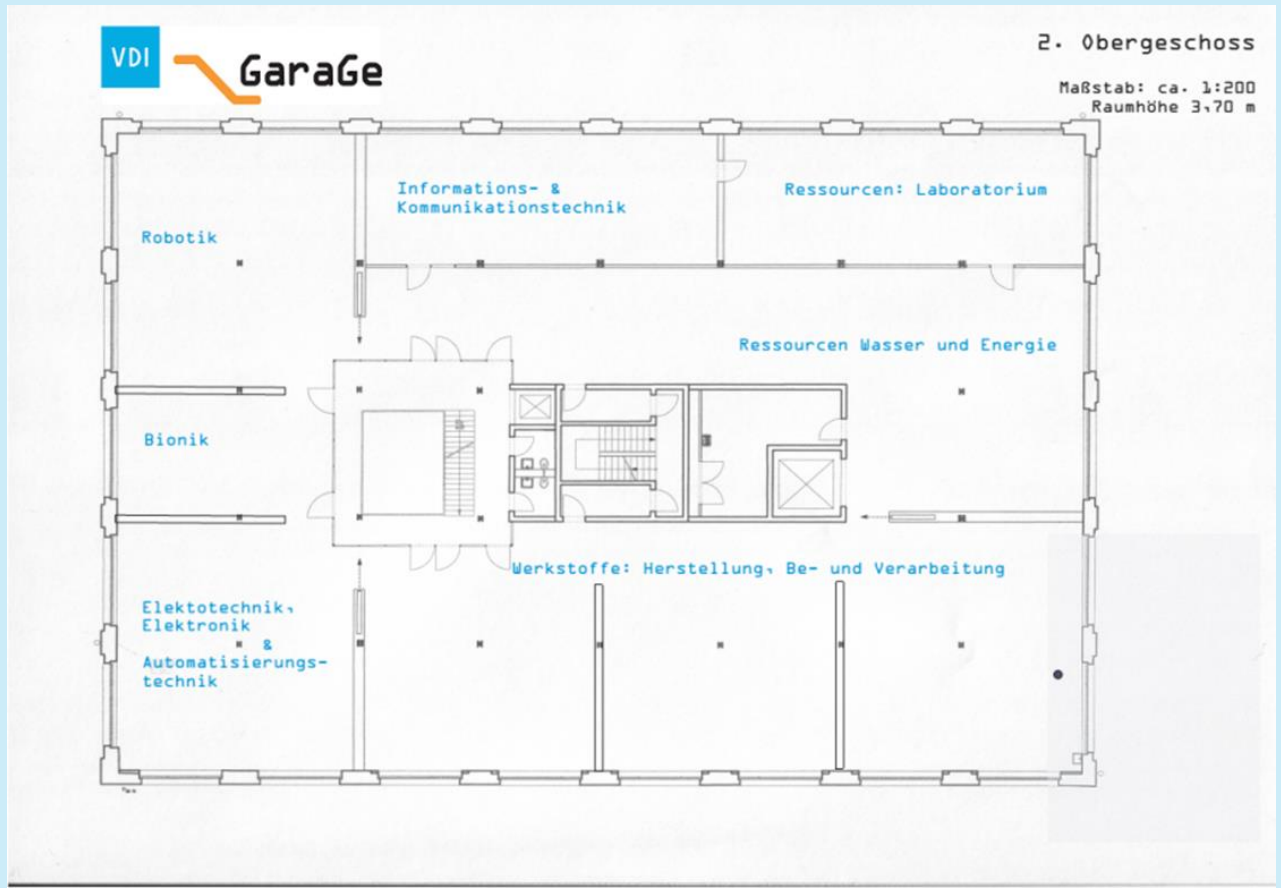 VDI
GaraGe
2. Obergeschoss
Maßstab: ca. 1:200
Raumhöhe 3,70 m
Informations- &
Kommunikationstechnik
Ressourcen: Laboratorium
Robotik
Ressourcen Wasser und Energie
Bionik
Werkstoffe: Herstellung, Be- und Verarbeitung
Elektotechnik,
Elektronik
&
Automatisierungs-
technik